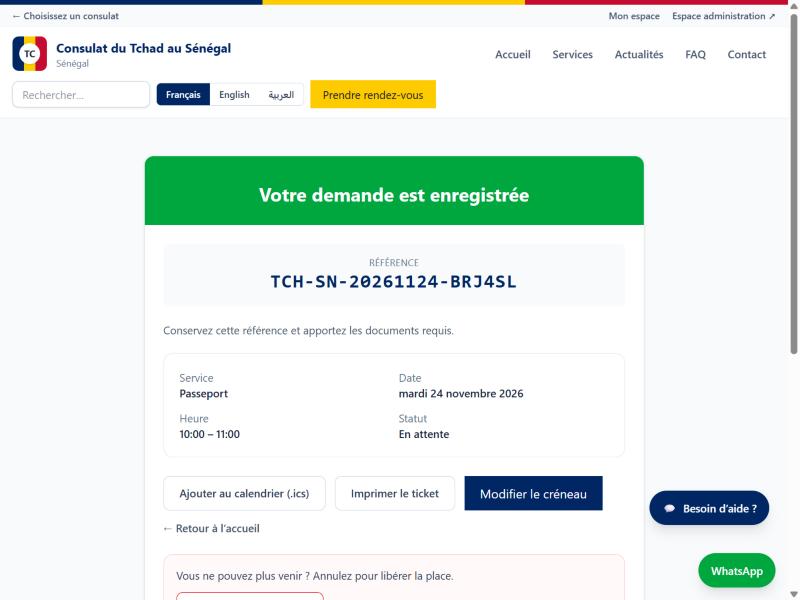 ← Choisissez un consulat
Mon espace
Espace administration ↗
TC
Consulat du Tchad au Sénégal
Sénégal
Accueil
Services
Actualités
FAQ
Contact
Rechercher...
Français
English
العربية
Prendre rendez-vous
Votre demande est enregistrée
RÉFÉRENCE
TCH-SN-20261124-BRJ4SL
Conservez cette référence et apportez les documents requis.
Service
Passeport
Date
mardi 24 novembre 2026
Heure
10:00 – 11:00
Statut
En attente
Ajouter au calendrier (.ics)
Imprimer le ticket
Modifier le créneau
← Retour à l'accueil
Besoin d'aide ?
WhatsApp
Vous ne pouvez plus venir ? Annulez pour libérer la place.